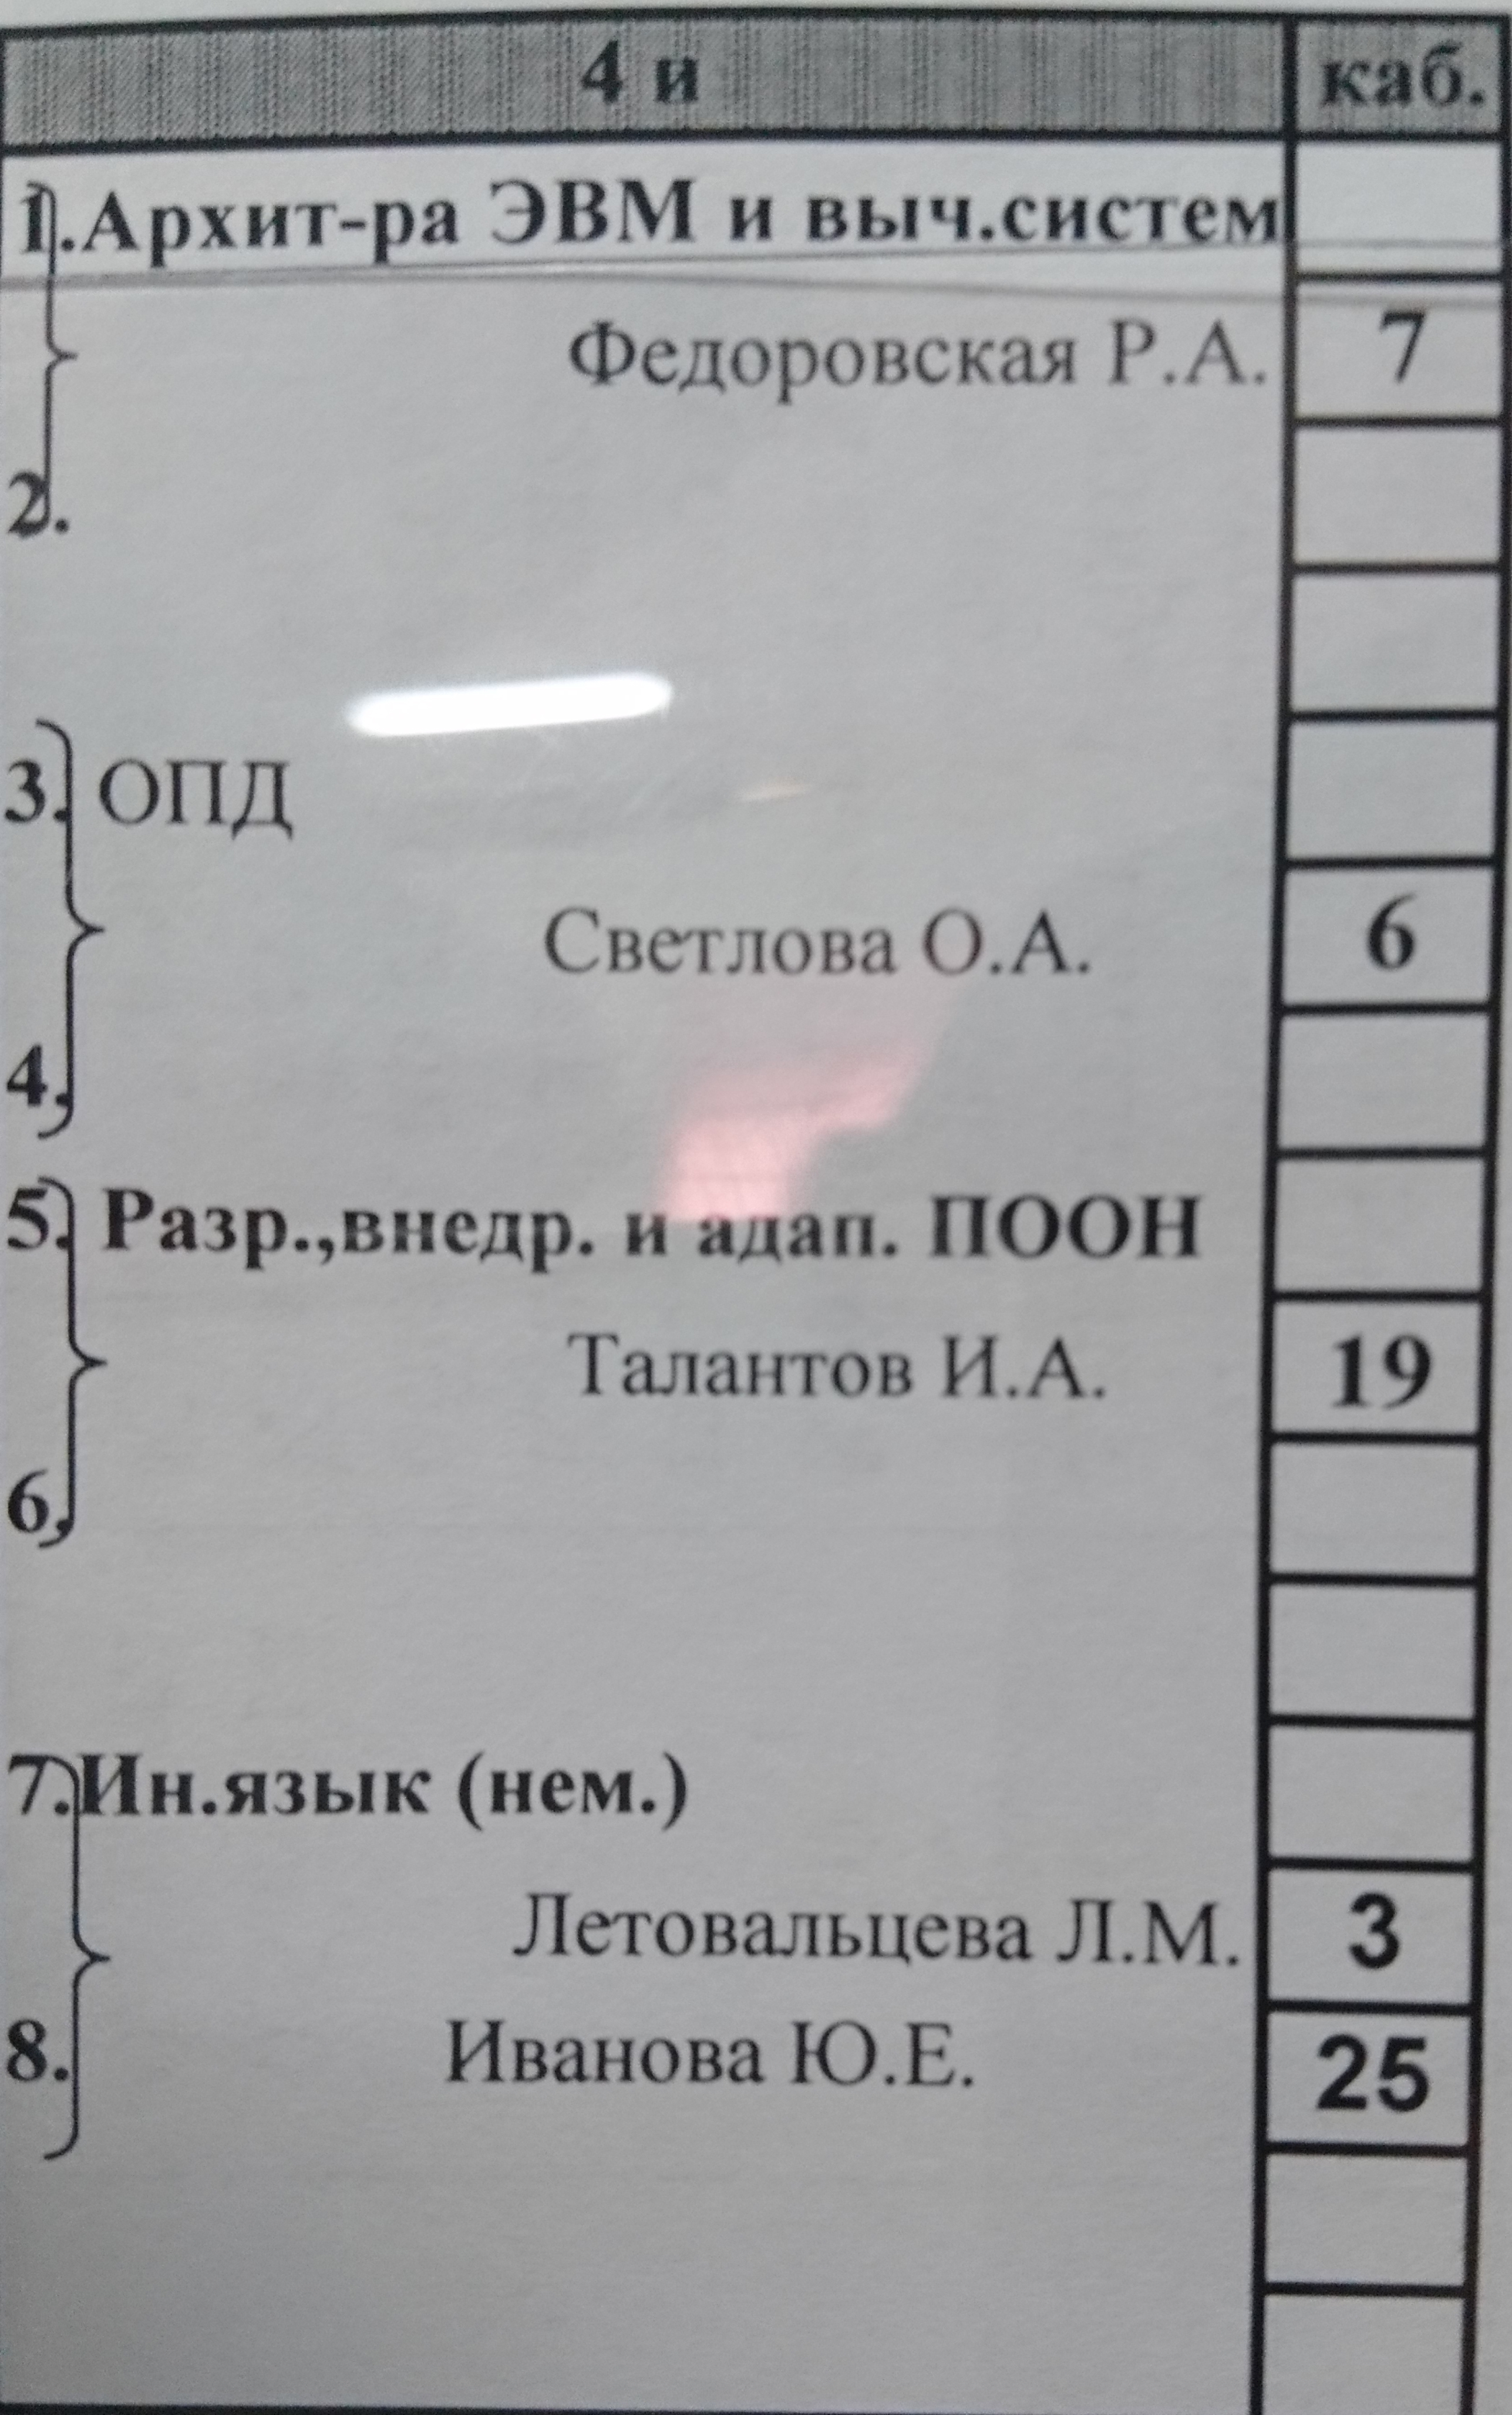 4 и каб.
1.Архит-ра ЭВМ и выч.систем
Федоровская Р.А. 7
2.
3. ОПД
Светлова О.А. 6
4.
5. Разр.,внедр. и адап. ПООН
Талантов И.А. 19
6.
7.Ин.язык (нем.)
Летовальцева Л.М. 3
8. Иванова Ю.Е. 25